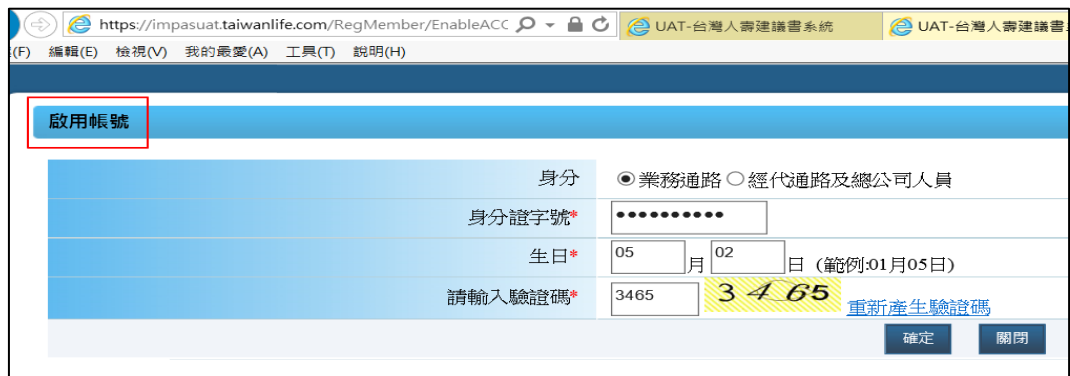 https://impasuat.taiwanlife.com/RegMember/EnableACC
UAT-台灣人壽建議書系統
UAT-台灣人壽建議書
(F) 編輯(E) 檢視(V) 我的最愛(A) 工具(T) 說明(H)
啟用帳號
身分 業務通路 經代通路及總公司人員
身分證字號* ••••••••••
生日* 05 月 02 日 (範例:01月05日)
請輸入驗證碼* 3465 3465 重新產生驗證碼
確定 關閉